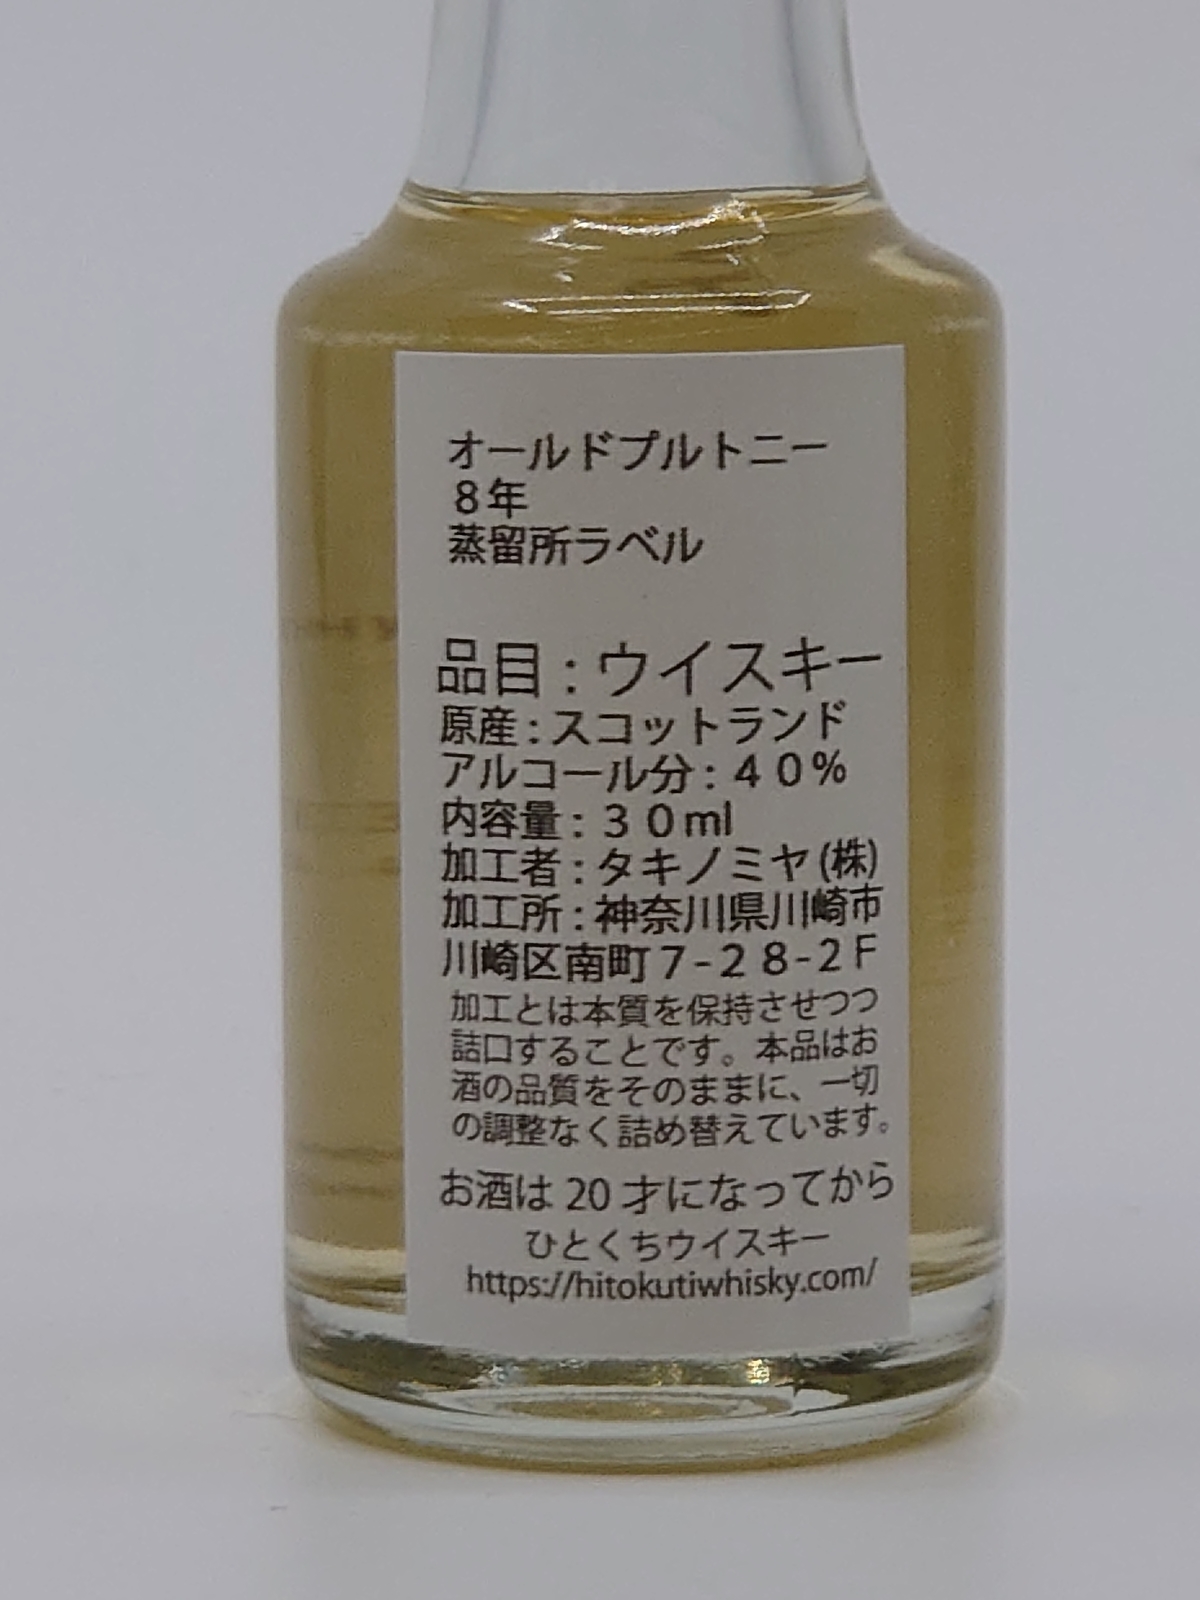 オールドプルトニー
８年
蒸留所ラベル
品目：ウイスキー
原産：スコットランド
アルコール分：４０%
内容量：３０ml
加工者：タキノミヤ(株)
加工所：神奈川県川崎市
川崎区南町７-２８-２Ｆ
加工とは本質を保持させつつ
詰口することです。本品はお
酒の品質をそのままに、一切
の調整なく詰め替えています。
お酒は 20 才になってから
ひとくちウイスキー
https://hitokutiwhisky.com/